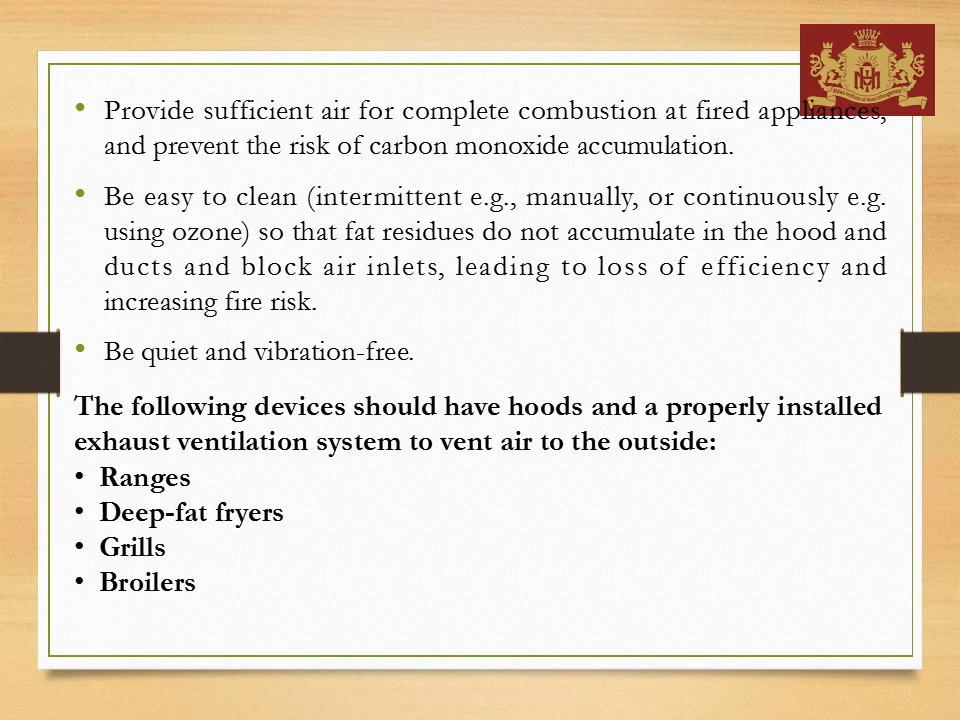 • Provide sufficient air for complete combustion at fired appliances,
and prevent the risk of carbon monoxide accumulation.
• Be easy to clean (intermittent e.g., manually, or continuously e.g.
using ozone) so that fat residues do not accumulate in the hood and
ducts and block air inlets, leading to loss of efficiency and
increasing fire risk.
• Be quiet and vibration-free.
The following devices should have hoods and a properly installed
exhaust ventilation system to vent air to the outside:
• Ranges
• Deep-fat fryers
• Grills
• Broilers